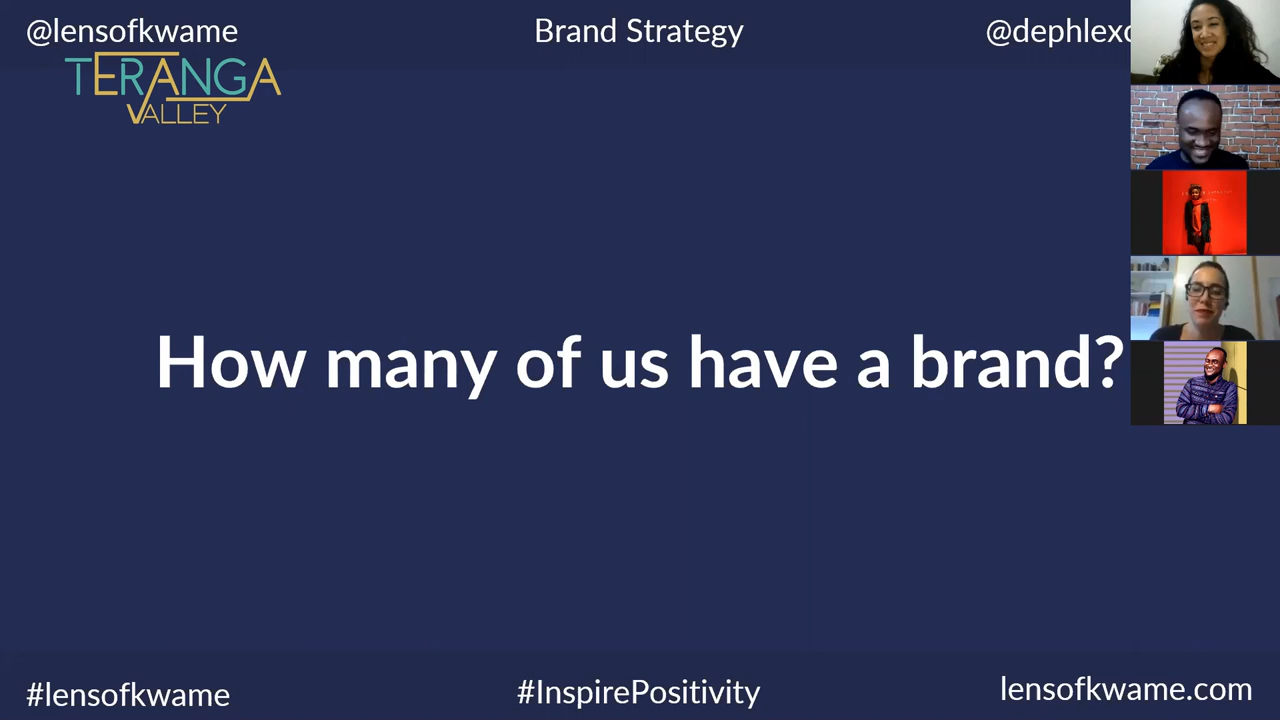 @lensofkwame
Brand Strategy
TERANGA
VALLEY
How many of us have a brand?
#lensofkwame
#InspirePositivity
lensofkwame.com